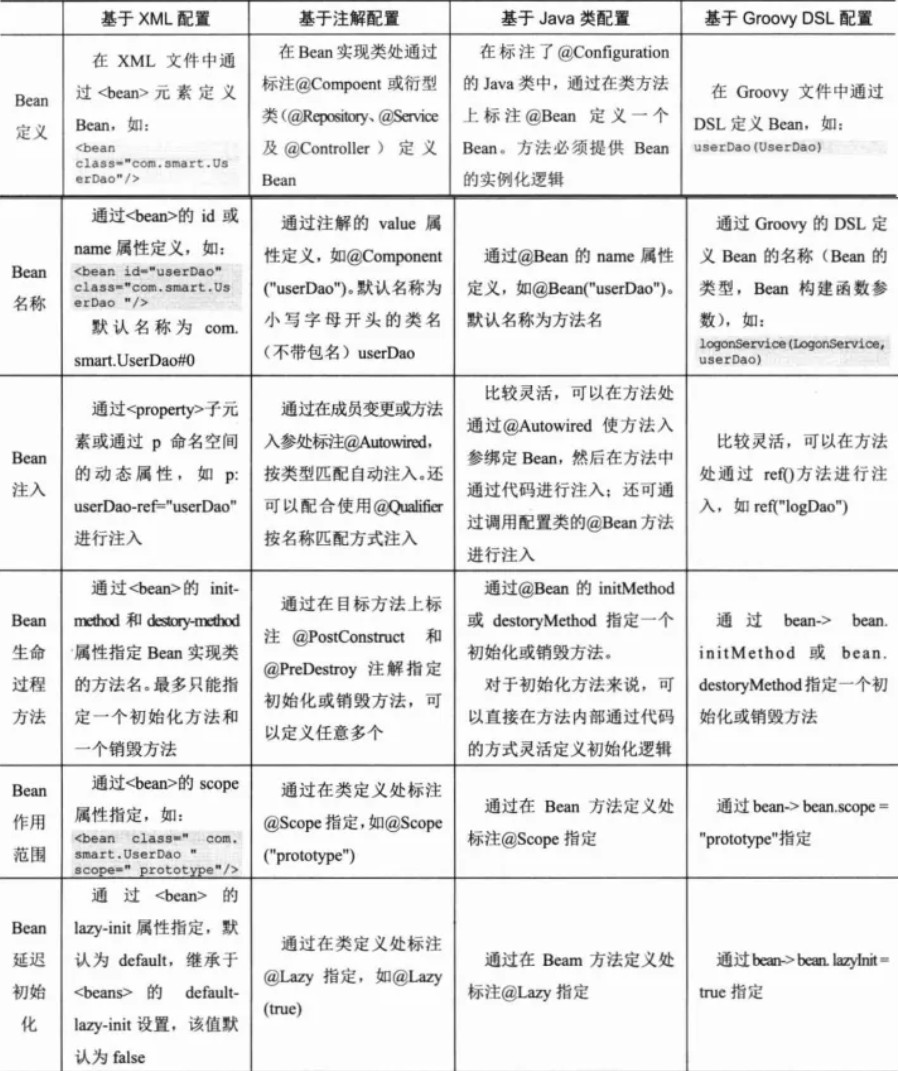 基于 XML 配置
基于注解配置
基于 Java 类配置
基于 Groovy DSL 配置
Bean
定义
在 XML 文件中通
过<bean>元素定义
Bean，如：
<bean
class="com.smart.Us
erDao"/>
在 Bean 实现类处通过
标注@Compoent 或衍型
类（@Repository、@Service
及@Controller）定义
Bean
在标注了@Configuration
的 Java 类中，通过在类方法
上标注@Bean 定义一个
Bean。方法必须提供 Bean
的实例化逻辑
在 Groovy 文件中通过
DSL 定义 Bean，如：
userDao(UserDao)
Bean
名称
通过<bean>的 id 或
name 属性定义，如：
<bean id="userDao"
class="com.smart.Us
erDao "/>
默认名称为 com.
smart.UserDao#0
通过注解的 value 属
性定义，如@Component
("userDao")。默认名称为
小写字母开头的类名
（不带包名）userDao
通过@Bean 的 name 属性
定义，如@Bean("userDao")。
默认名称为方法名
通过 Groovy 的 DSL 定
义 Bean 的名称（Bean 的
类型，Bean 构建函数参
数），如：
logonService(LogonService,
userDao)
Bean
注入
通过<property>子元
素或通过 p 命名空间
的动态属性，如 p:
userDao-ref="userDao"
进行注入
通过在成员变更或方法
入参处标注@Autowired，
按类型匹配自动注入。还
可以配合使用@Qualifier
按名称匹配方式注入
比较灵活，可以在方法处
通过@Autowired 使方法入
参绑定 Bean，然后在方法中
通过代码进行注入；还可通
过调用配置类的@Bean 方法
进行注入
比较灵活，可以在方法
处通过 ref()方法进行注
入，如 ref("logDao")
Bean
生命
过程
方法
通过<bean>的 init-
method 和 destory-method
属性指定 Bean 实现类
的方法名。最多只能指
定一个初始化方法和
一个销毁方法
通过在目标方法上标
注@PostConstruct 和
@PreDestroy 注解指定
初始化或销毁方法，可
以定义任意多个
通过@Bean 的 initMethod
或 destoryMethod 指定一个
初始化或销毁方法。
对于初始化方法来说，可
以直接在方法内部通过代码
的方式灵活定义初始化逻辑
通过 bean-> bean.
initMethod 或 bean.
destoryMethod 指定一个初
始化或销毁方法
Bean
作用
范围
通过<bean>的 scope
属性指定，如：
<bean class=" com.
smart.UserDao "
scope=" prototype"/>
通过在类定义处标注
@Scope 指定，如@Scope
("prototype")
通过在 Bean 方法定义处
标注@Scope 指定
通过 bean-> bean.scope =
"prototype"指定
Bean
延迟
初始
化
通过<bean>的
lazy-init 属性指定，默
认为 default，继承于
<beans>的 default-
lazy-init 设置，该值默
认为 false
通过在类定义处标注
@Lazy 指定，如@Lazy
(true)
通过在 Beam 方法定义处
标注@Lazy 指定
通过 bean-> bean. lazyInit =
true 指定